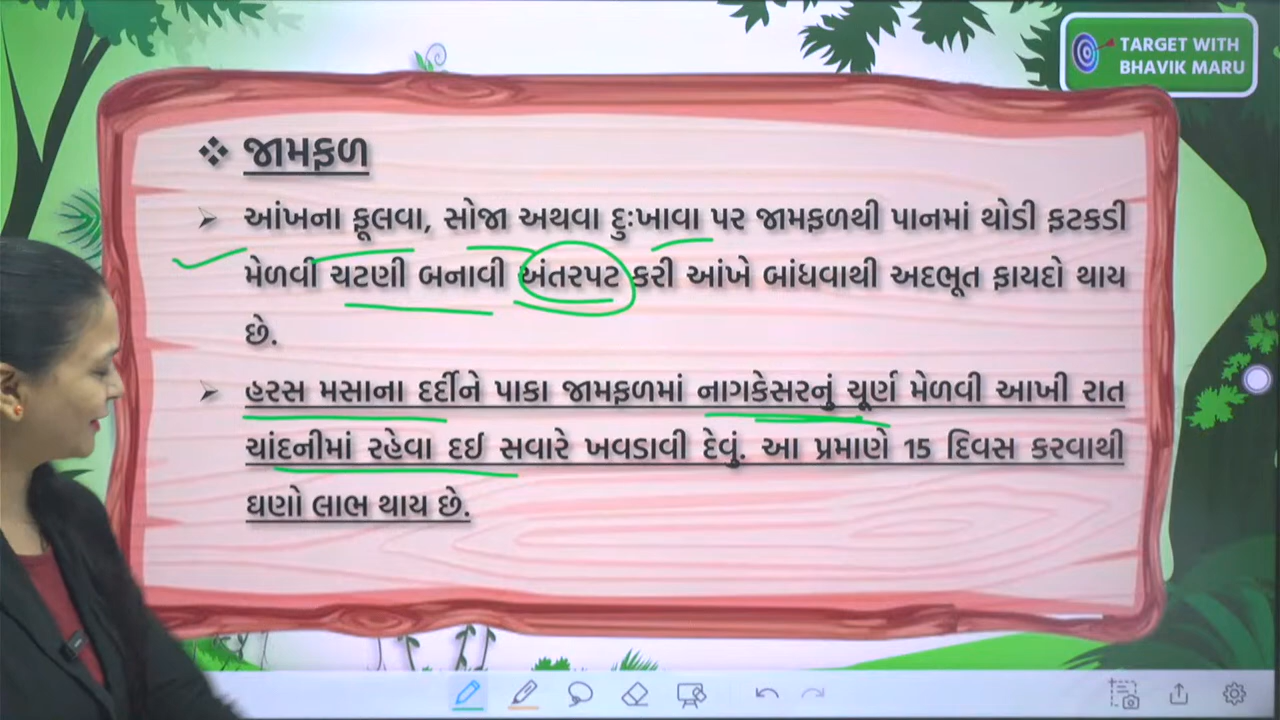 TARGET WITH
BHAVIK MARU
❖ જામફળ
➢ આંખના ફૂલવા, સોજા અથવા દુઃખાવા પર જામફળથી પાનમાં થોડી ફટકડી
મેળવી ચટણી બનાવી અંતરપટ કરી આંખે બાંધવાથી અદભૂત ફાયદો થાય
છે.
➢ હરસ મસાના દર્દીને પાકા જામફળમાં નાગકેસરનું ચૂર્ણ મેળવી આખી રાત
ચાંદનીમાં રહેવા દઈ સવારે ખવડાવી દેવું. આ પ્રમાણે 15 દિવસ કરવાથી
ઘણો લાભ થાય છે.